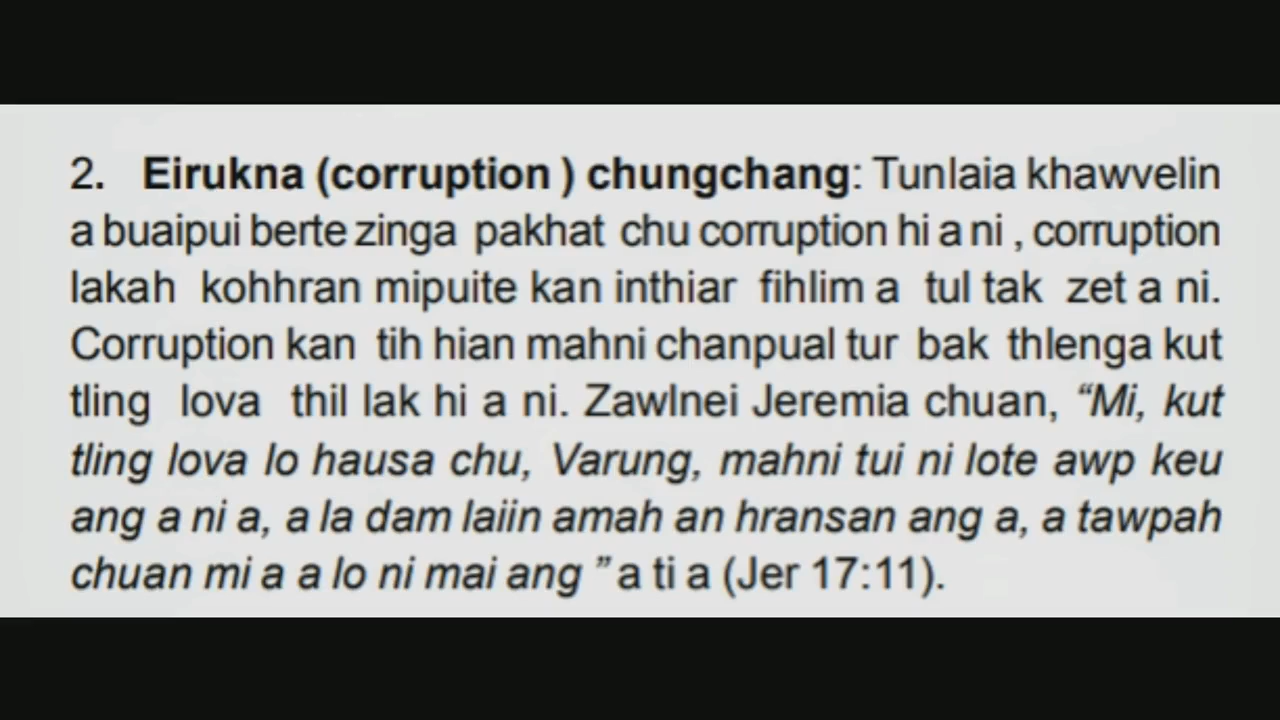 2. Eirukna (corruption ) chungchang: Tunlaia khawvelin
a buaipui berte zinga pakhat chu corruption hi a ni , corruption
lakah kohhran mipuite kan inthiar fihlim a tul tak zet a ni.
Corruption kan tih hian mahni chanpual tur bak thlenga kut
tling lova thil lak hi a ni. Zawlnei Jeremia chuan, “Mi, kut
tling lova lo hausa chu, Varung, mahni tui ni lote awp keu
ang a ni a, a la dam laiin amah an hransan ang a, a tawpah
chuan mi a a lo ni mai ang ” a ti a (Jer 17:11).